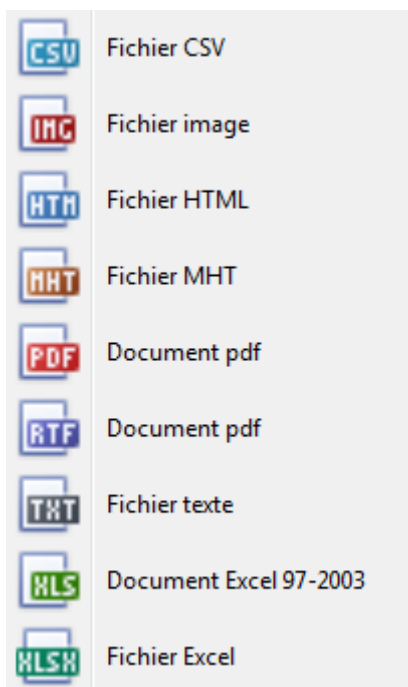 CSV Fichier CSV
IMG Fichier image
HTM Fichier HTML
MHT Fichier MHT
PDF Document pdf
RTF Document pdf
TXT Fichier texte
XLS Document Excel 97-2003
XLSX Fichier Excel